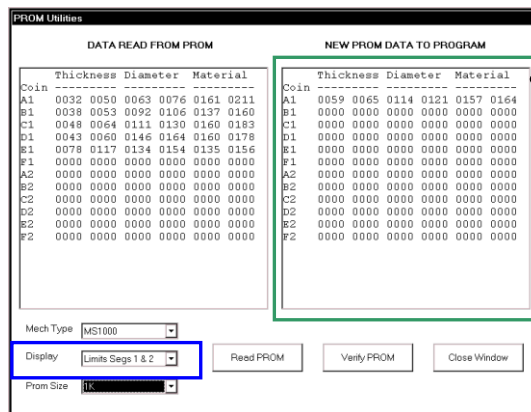 PROM Utilities
DATA READ FROM PROM
Thickness Diameter Material
Coin --------- --------- ---------
A1 0032 0050 0063 0076 0161 0211
B1 0038 0053 0092 0106 0137 0160
C1 0048 0064 0111 0130 0160 0183
D1 0043 0060 0146 0164 0160 0178
E1 0078 0117 0134 0154 0135 0156
F1 0000 0000 0000 0000 0000 0000
A2 0000 0000 0000 0000 0000 0000
B2 0000 0000 0000 0000 0000 0000
C2 0000 0000 0000 0000 0000 0000
D2 0000 0000 0000 0000 0000 0000
E2 0000 0000 0000 0000 0000 0000
F2 0000 0000 0000 0000 0000 0000
NEW PROM DATA TO PROGRAM
Thickness Diameter Material
Coin --------- --------- ---------
A1 0059 0065 0114 0121 0157 0164
B1 0000 0000 0000 0000 0000 0000
C1 0000 0000 0000 0000 0000 0000
D1 0000 0000 0000 0000 0000 0000
E1 0000 0000 0000 0000 0000 0000
F1 0000 0000 0000 0000 0000 0000
A2 0000 0000 0000 0000 0000 0000
B2 0000 0000 0000 0000 0000 0000
C2 0000 0000 0000 0000 0000 0000
D2 0000 0000 0000 0000 0000 0000
E2 0000 0000 0000 0000 0000 0000
F2 0000 0000 0000 0000 0000 0000
Mech Type MS1000
Display Limits Segs 1 & 2
Prom Size 1K
Read PROM Verify PROM Close Window